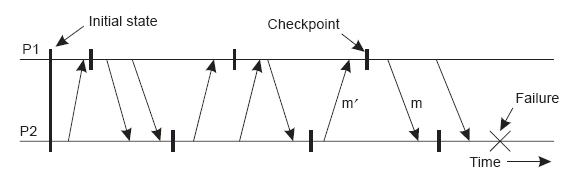 Initial state
Checkpoint
P1
m′
m
Failure
P2
Time